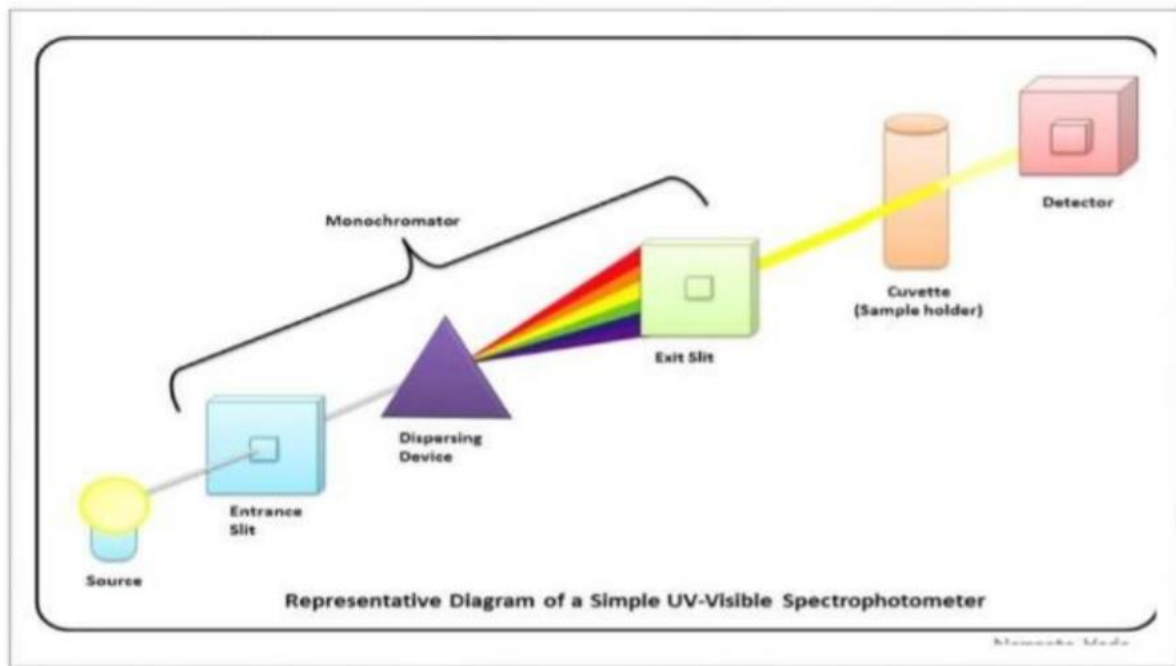 Monochromator
Detector
Cuvette
(Sample holder)
Exit Slit
Dispersing
Device
Entrance
Slit
Source
Representative Diagram of a Simple UV-Visible Spectrophotometer